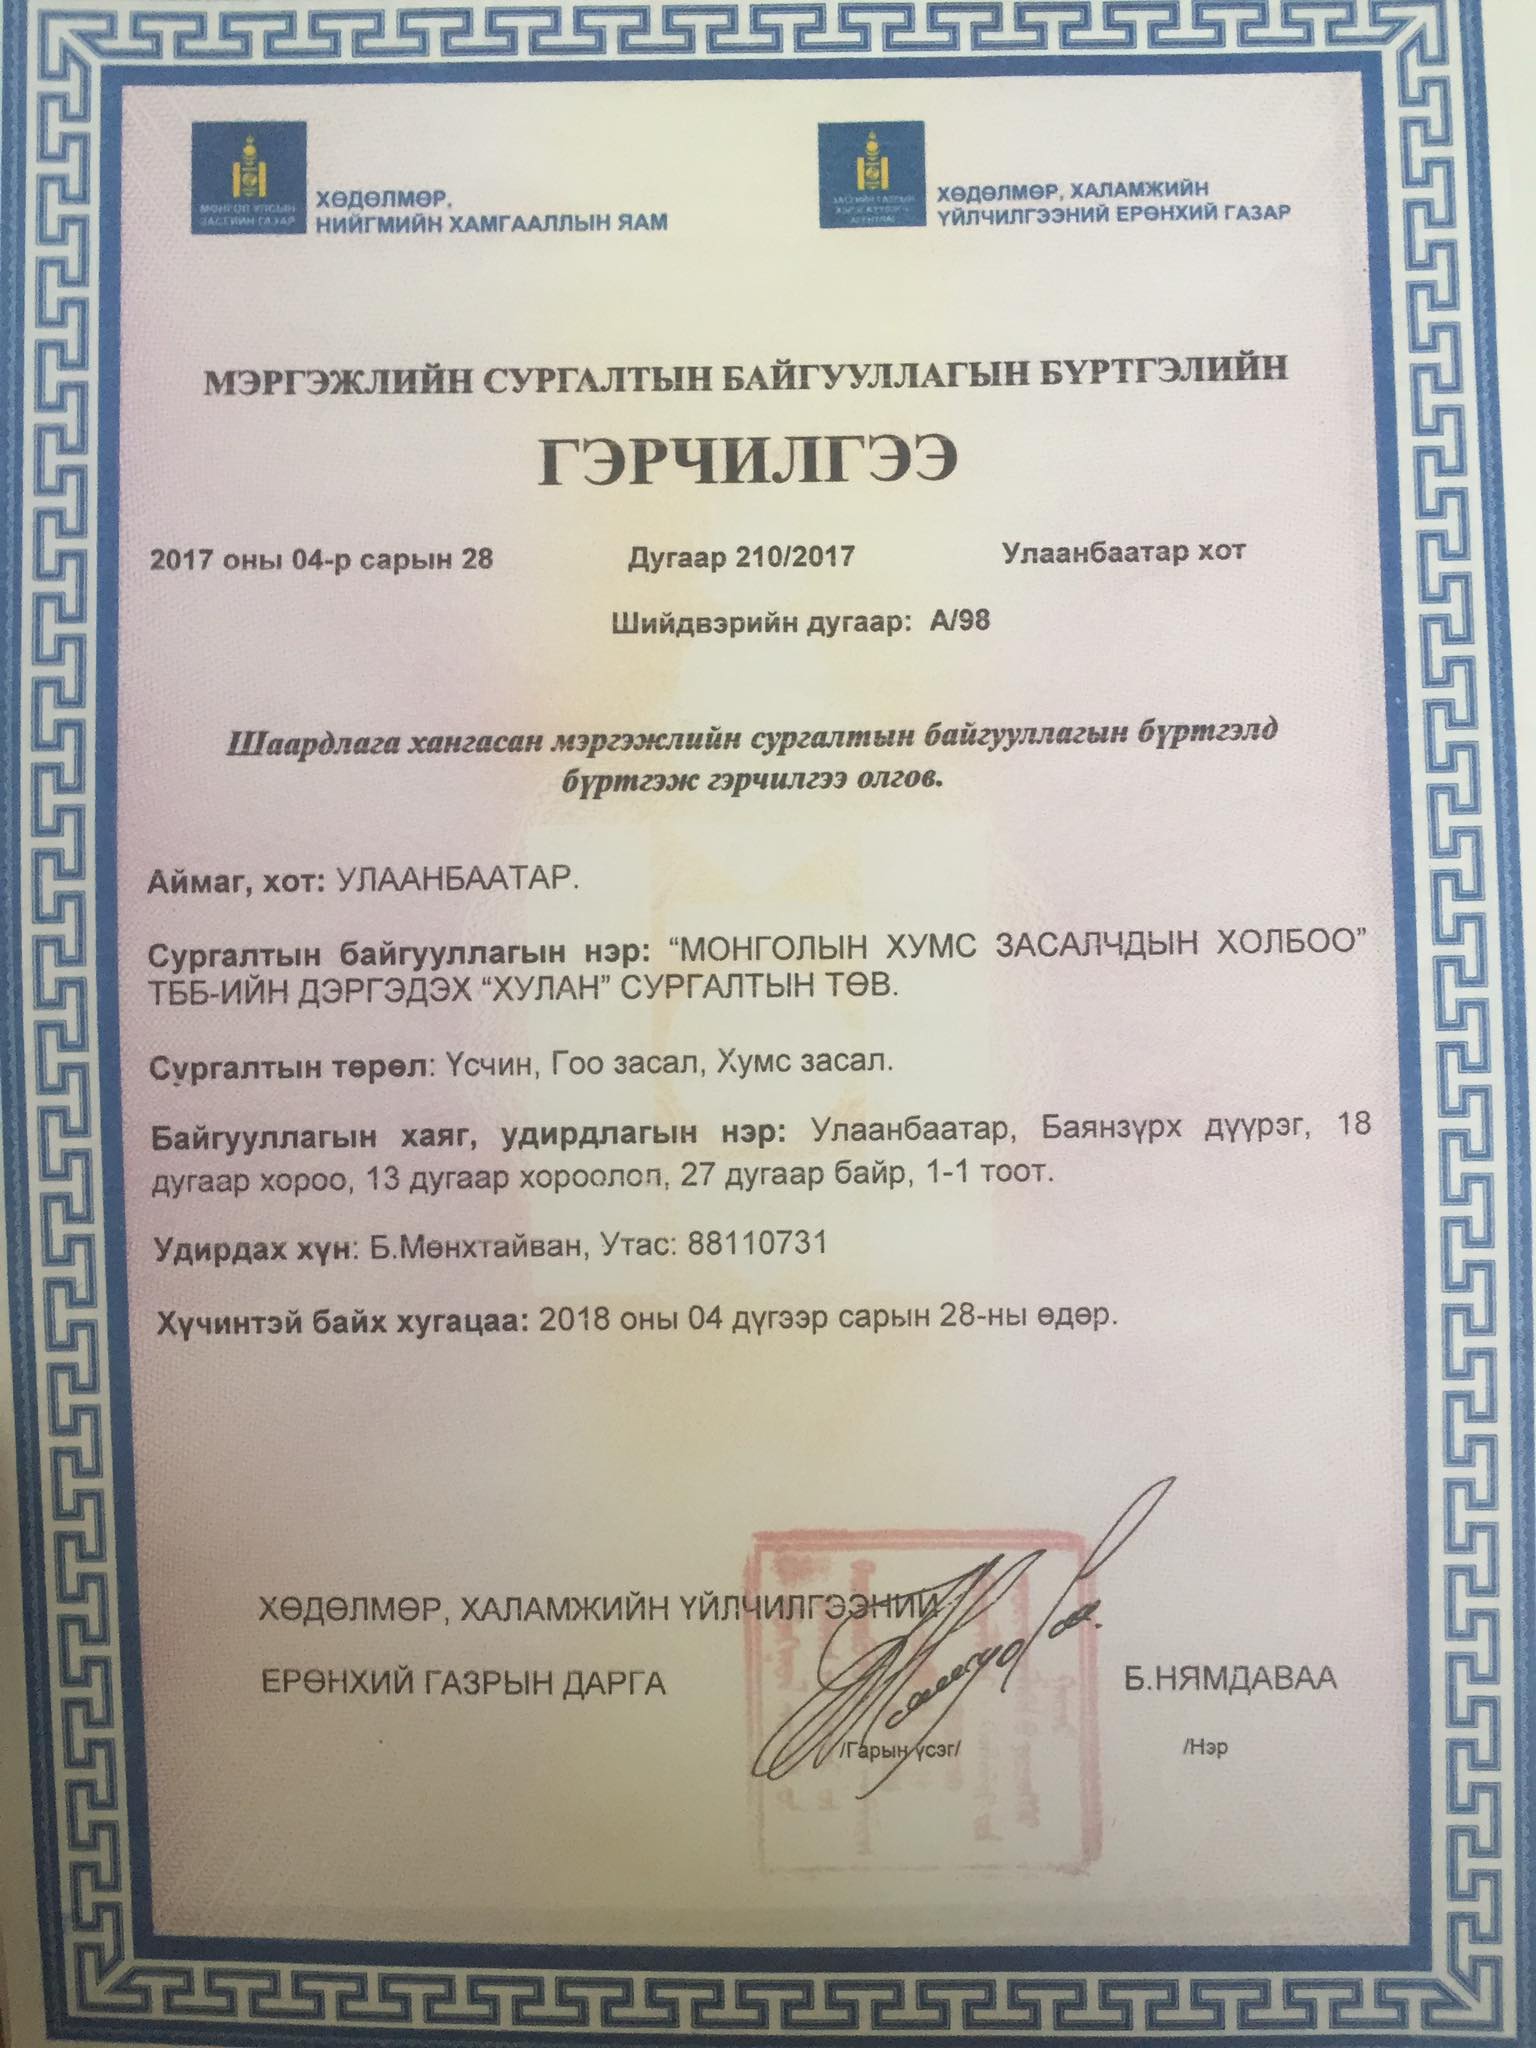 МОНГОЛ УЛСЫН
ЗАСГИЙН ГАЗАР
ХӨДӨЛМӨР,
НИЙГМИЙН ХАМГААЛЛЫН ЯАМ
ЗАСГИЙН ГАЗРЫН
ХЭРЭГЖҮҮЛЭГЧ
АГЕНТЛАГ
ХӨДӨЛМӨР, ХАЛАМЖИЙН
ҮЙЛЧИЛГЭЭНИЙ ЕРӨНХИЙ ГАЗАР
МЭРГЭЖЛИЙН СУРГАЛТЫН БАЙГУУЛЛАГЫН БҮРТГЭЛИЙН
ГЭРЧИЛГЭЭ
2017 оны 04-р сарын 28 Дугаар 210/2017 Улаанбаатар хот
Шийдвэрийн дугаар: А/98
Шаардлага хангасан мэргэжлийн сургалтын байгууллагын бүртгэлд
бүртгэж гэрчилгээ олгов.
Аймаг, хот: УЛААНБААТАР.
Сургалтын байгууллагын нэр: “МОНГОЛЫН ХУМС ЗАСАЛЧДЫН ХОЛБОО”
ТББ-ИЙН ДЭРГЭДЭХ “ХУЛАН” СУРГАЛТЫН ТӨВ.
Сургалтын төрөл: Үсчин, Гоо засал, Хумс засал.
Байгууллагын хаяг, удирдлагын нэр: Улаанбаатар, Баянзүрх дүүрэг, 18
дугаар хороо, 13 дугаар хороолол, 27 дугаар байр, 1-1 тоот.
Удирдах хүн: Б.Мөнхтайван, Утас: 88110731
Хүчинтэй байх хугацаа: 2018 оны 04 дүгээр сарын 28-ны өдөр.
ХӨДӨЛМӨР, ХАЛАМЖИЙН ҮЙЛЧИЛГЭЭНИЙ
ЕРӨНХИЙ ГАЗРЫН ДАРГА Б.НЯМДАВАА
/Гарын үсэг/ /Нэр